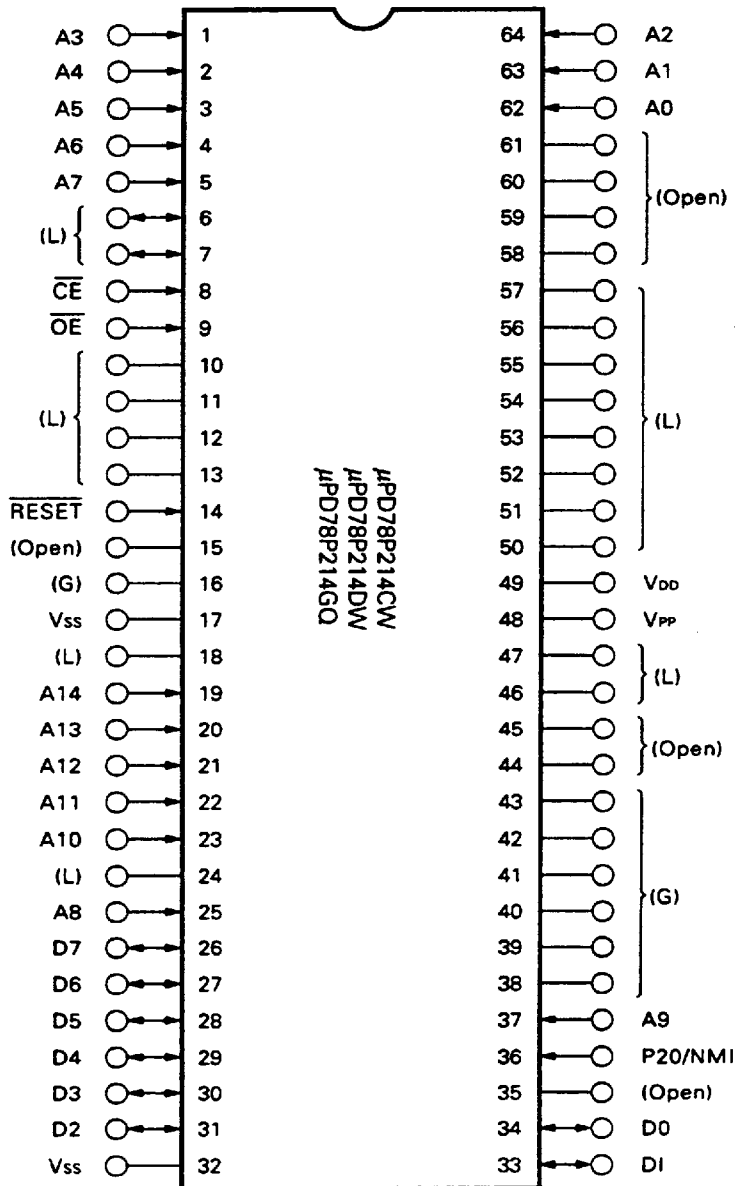 A3 1 64 A2
A4 2 63 A1
A5 3 62 A0
A6 4 61
A7 5 60 (Open)
6 59
(L)
7 58
CE 8 57
OE 9 56
10 55
11 54
(L) (L)
12 53
13 52
RESET 14 51
(Open) 15 50
(G) 16 49 VDD
VSS 17 48 VPP
(L) 18 47
(L)
A14 19 46
A13 20 45
(Open)
A12 21 44
A11 22 43
A10 23 42
(L) 24 41
(G)
A8 25 40
D7 26 39
D6 27 38
D5 28 37 A9
D4 29 36 P20/NMI
D3 30 35 (Open)
D2 31 34 D0
VSS 32 33 DI
μPD78P214CW
μPD78P214DW
μPD78P214GQ